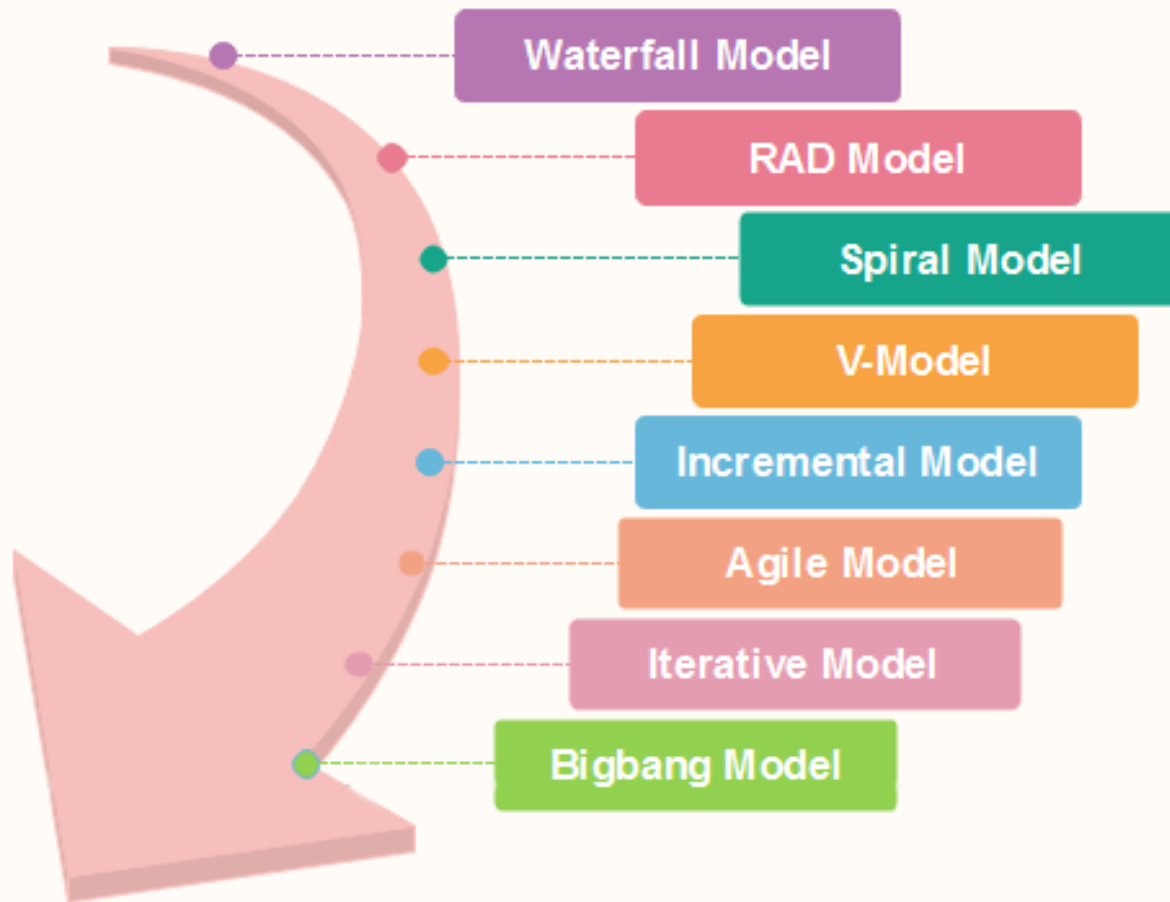 Waterfall Model
RAD Model
Spiral Model
V-Model
Incremental Model
Agile Model
Iterative Model
Bigbang Model